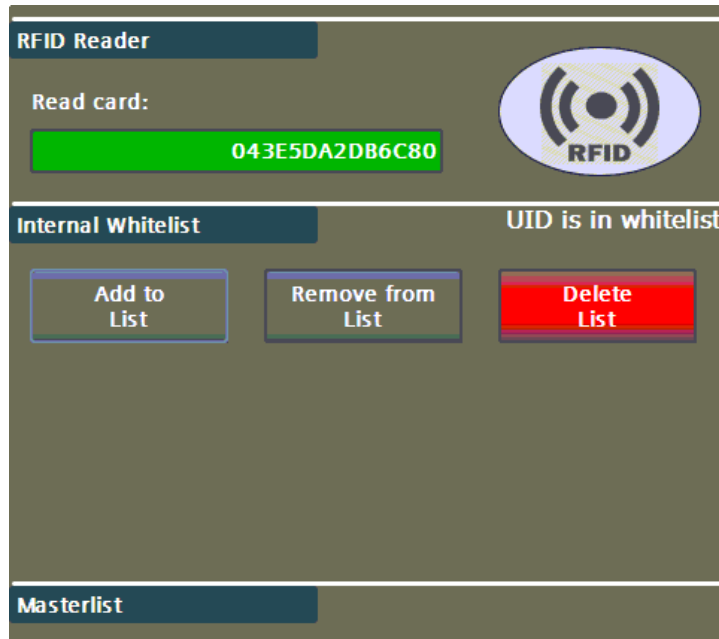 RFID Reader
Read card:
043E5DA2DB6C80
RFID
Internal Whitelist
UID is in whitelist
Add to
List
Remove from
List
Delete
List
Masterlist